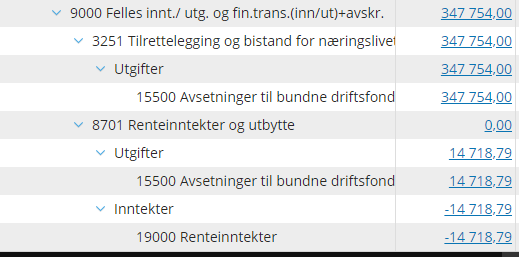 9000 Felles innt./ utg. og fin.trans.(inn/ut)+avskr. 347 754,00
3251 Tilrettelegging og bistand for næringslivet 347 754,00
Utgifter 347 754,00
15500 Avsetninger til bundne driftsfond 347 754,00
8701 Renteinntekter og utbytte 0,00
Utgifter 14 718,79
15500 Avsetninger til bundne driftsfond 14 718,79
Inntekter -14 718,79
19000 Renteinntekter -14 718,79